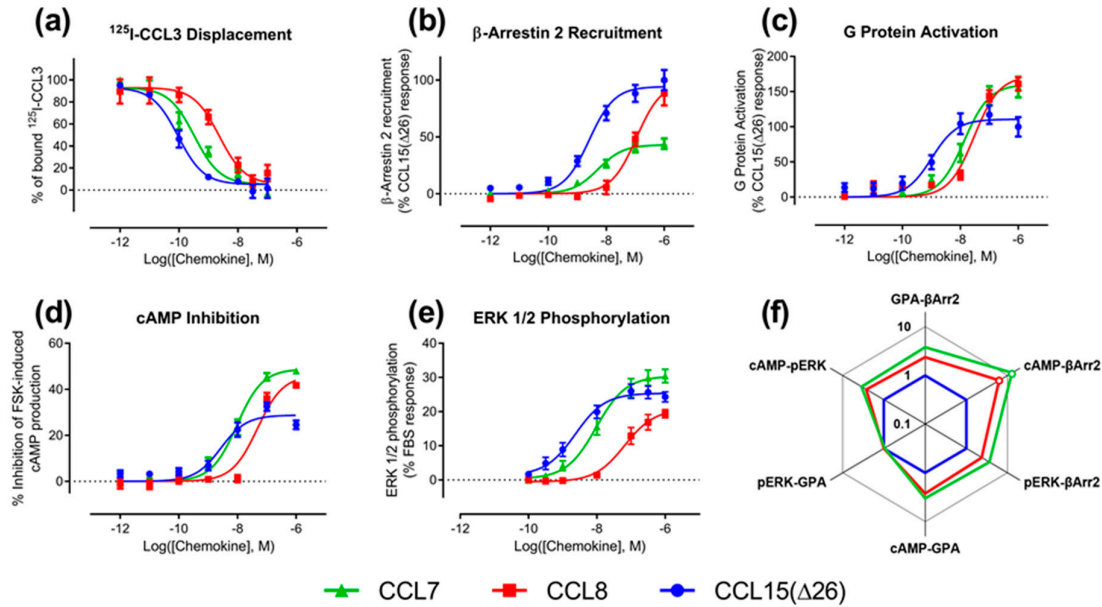 (a)
¹²⁵I-CCL3 Displacement
% of bound ¹²⁵I-CCL3
100
80
60
40
20
0
-12 -10 -8 -6
Log([Chemokine], M)
(b)
β-Arrestin 2 Recruitment
β-Arrestin 2 recruitment
(% CCL15(Δ26) response)
100
50
0
-12 -10 -8 -6
Log([Chemokine], M)
(c)
G Protein Activation
G Protein Activation
(% CCL15(Δ26) response)
200
150
100
50
0
-12 -10 -8 -6
Log([Chemokine], M)
(d)
cAMP Inhibition
% Inhibition of FSK-induced
cAMP production
60
40
20
0
-12 -10 -8 -6
Log([Chemokine], M)
(e)
ERK 1/2 Phosphorylation
ERK 1/2 phosphorylation
(% FBS response)
40
30
20
10
0
-12 -10 -8 -6
Log([Chemokine], M)
(f)
GPA-βArr2
10
cAMP-pERK
cAMP-βArr2
1
0.1
pERK-GPA
pERK-βArr2
cAMP-GPA
CCL7 CCL8 CCL15(Δ26)